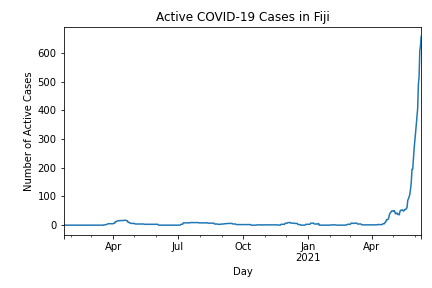 Active COVID-19 Cases in Fiji
Number of Active Cases
600
500
400
300
200
100
0
Apr
Jul
Oct
Jan
2021
Apr
Day